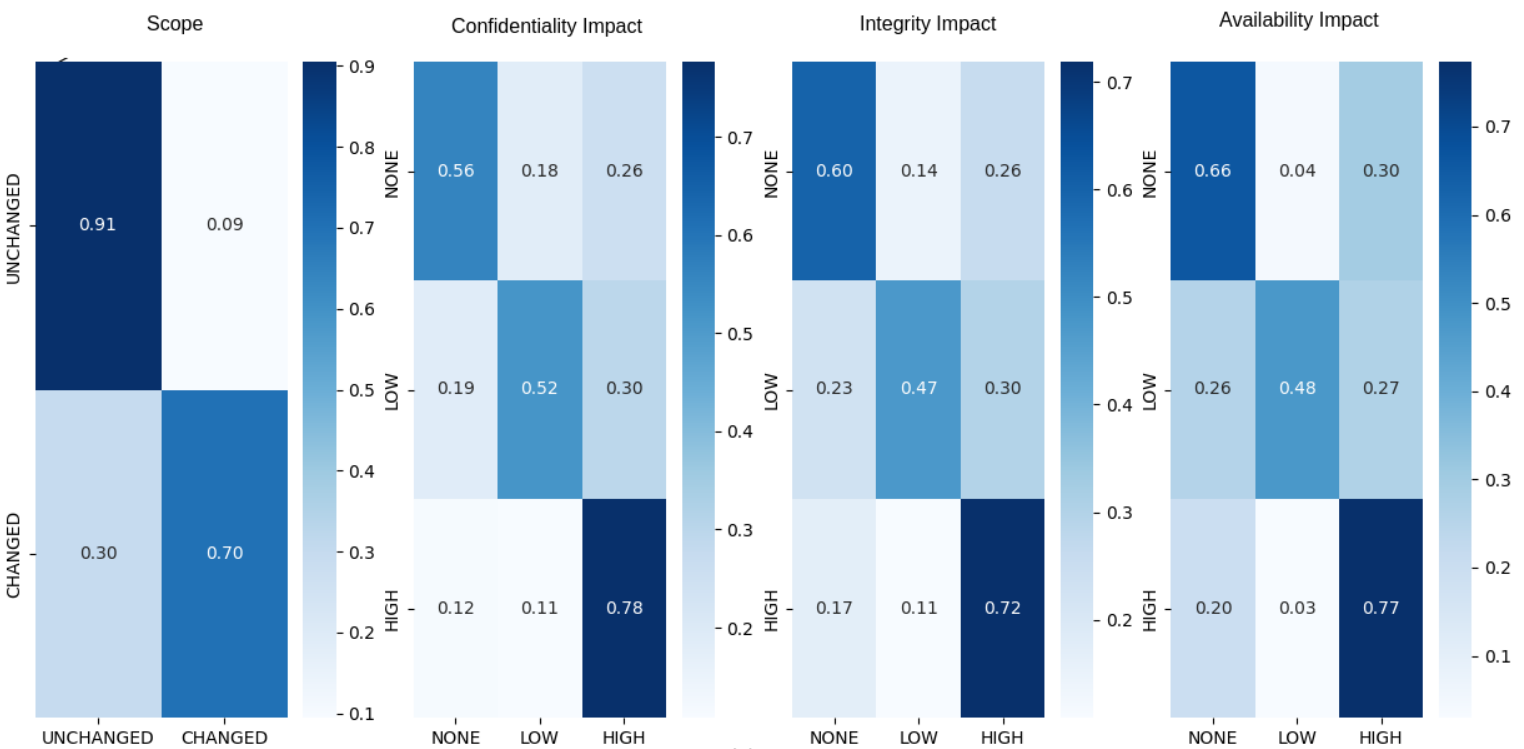 Scope
UNCHANGED
CHANGED
0.91
0.09
0.30
0.70
UNCHANGED CHANGED
0.9
0.8
0.7
0.6
0.5
0.4
0.3
0.2
0.1
Confidentiality Impact
NONE
LOW
HIGH
0.56 0.18 0.26
0.19 0.52 0.30
0.12 0.11 0.78
NONE LOW HIGH
0.7
0.6
0.5
0.4
0.3
0.2
Integrity Impact
NONE
LOW
HIGH
0.60 0.14 0.26
0.23 0.47 0.30
0.17 0.11 0.72
NONE LOW HIGH
0.7
0.6
0.5
0.4
0.3
0.2
Availability Impact
NONE
LOW
HIGH
0.66 0.04 0.30
0.26 0.48 0.27
0.20 0.03 0.77
NONE LOW HIGH
0.7
0.6
0.5
0.4
0.3
0.2
0.1